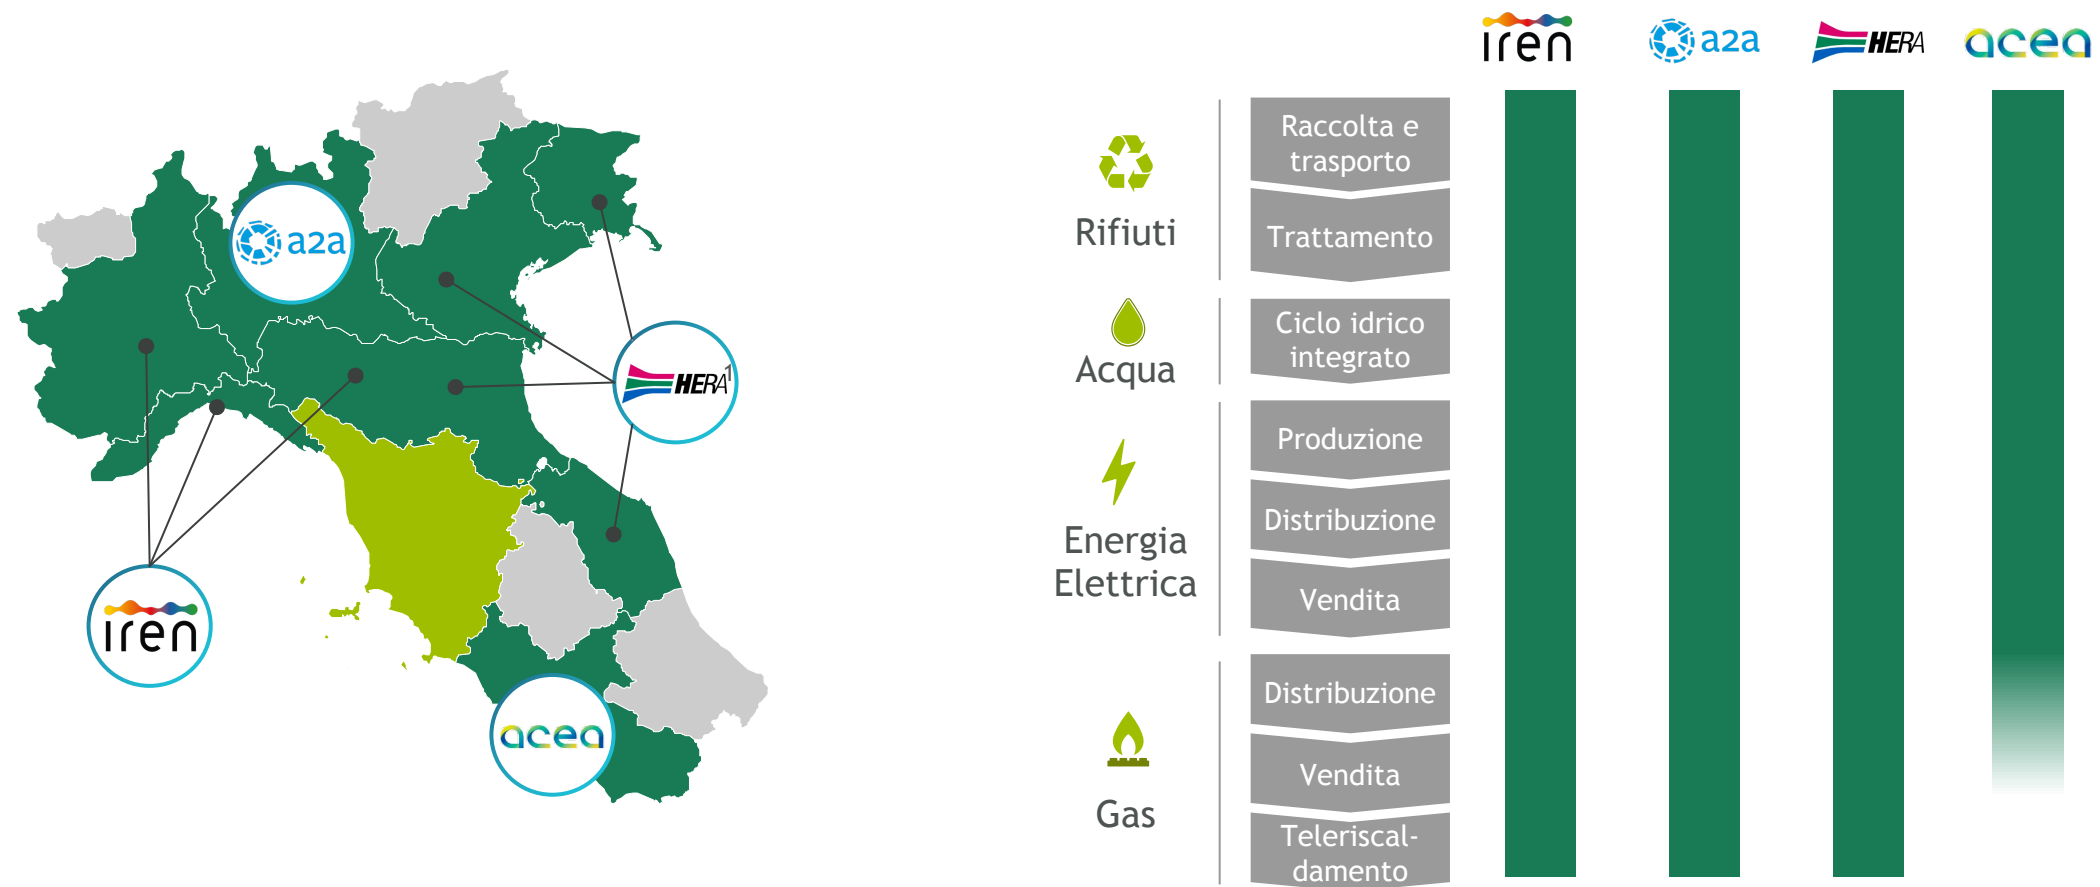 iren
a2a
HERA
acea
a2a
HERA1
iren
acea
Rifiuti
Raccolta e
trasporto
Trattamento
Acqua
Ciclo idrico
integrato
Energia
Elettrica
Produzione
Distribuzione
Vendita
Gas
Distribuzione
Vendita
Teleriscal-
damento